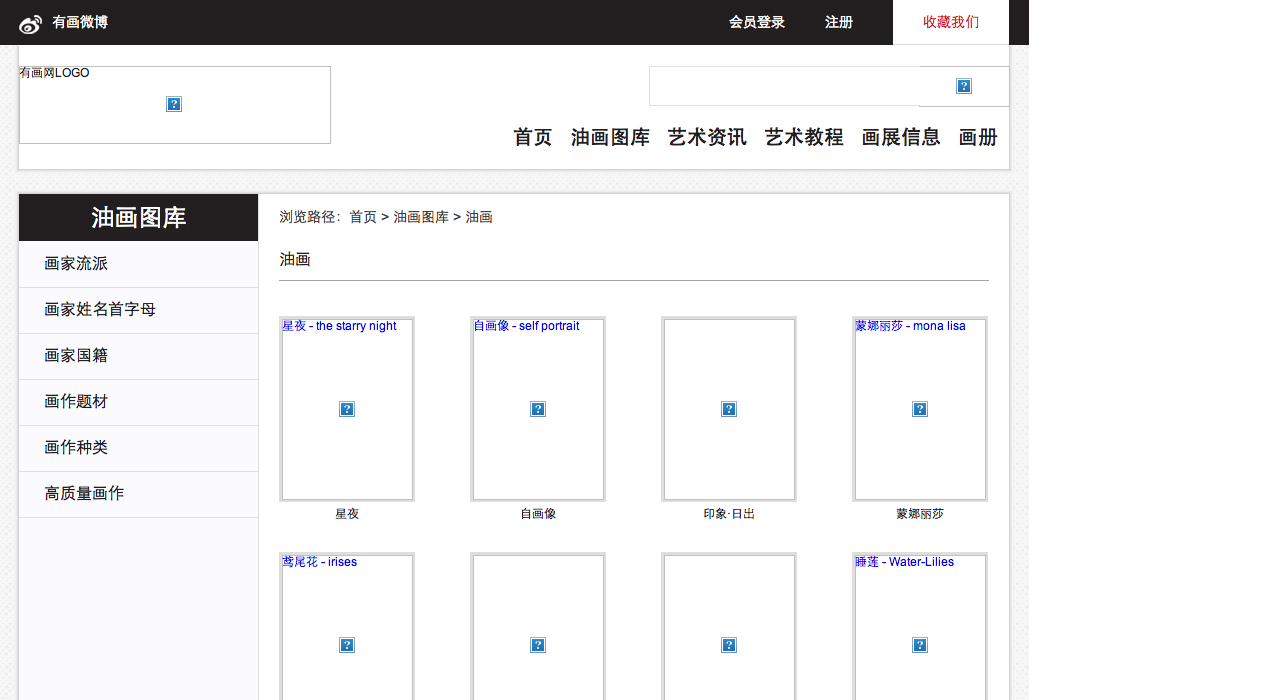 有画微博
会员登录 注册 收藏我们
有画网LOGO
首页 油画图库 艺术资讯 艺术教程 画展信息 画册
油画图库
画家流派
画家姓名首字母
画家国籍
画作题材
画作种类
高质量画作
浏览路径：首页 > 油画图库 > 油画
油画
星夜 - the starry night 自画像 - self portrait 蒙娜丽莎 - mona lisa
星夜 自画像 印象·日出 蒙娜丽莎
鸢尾花 - irises 睡莲 - Water-Lilies